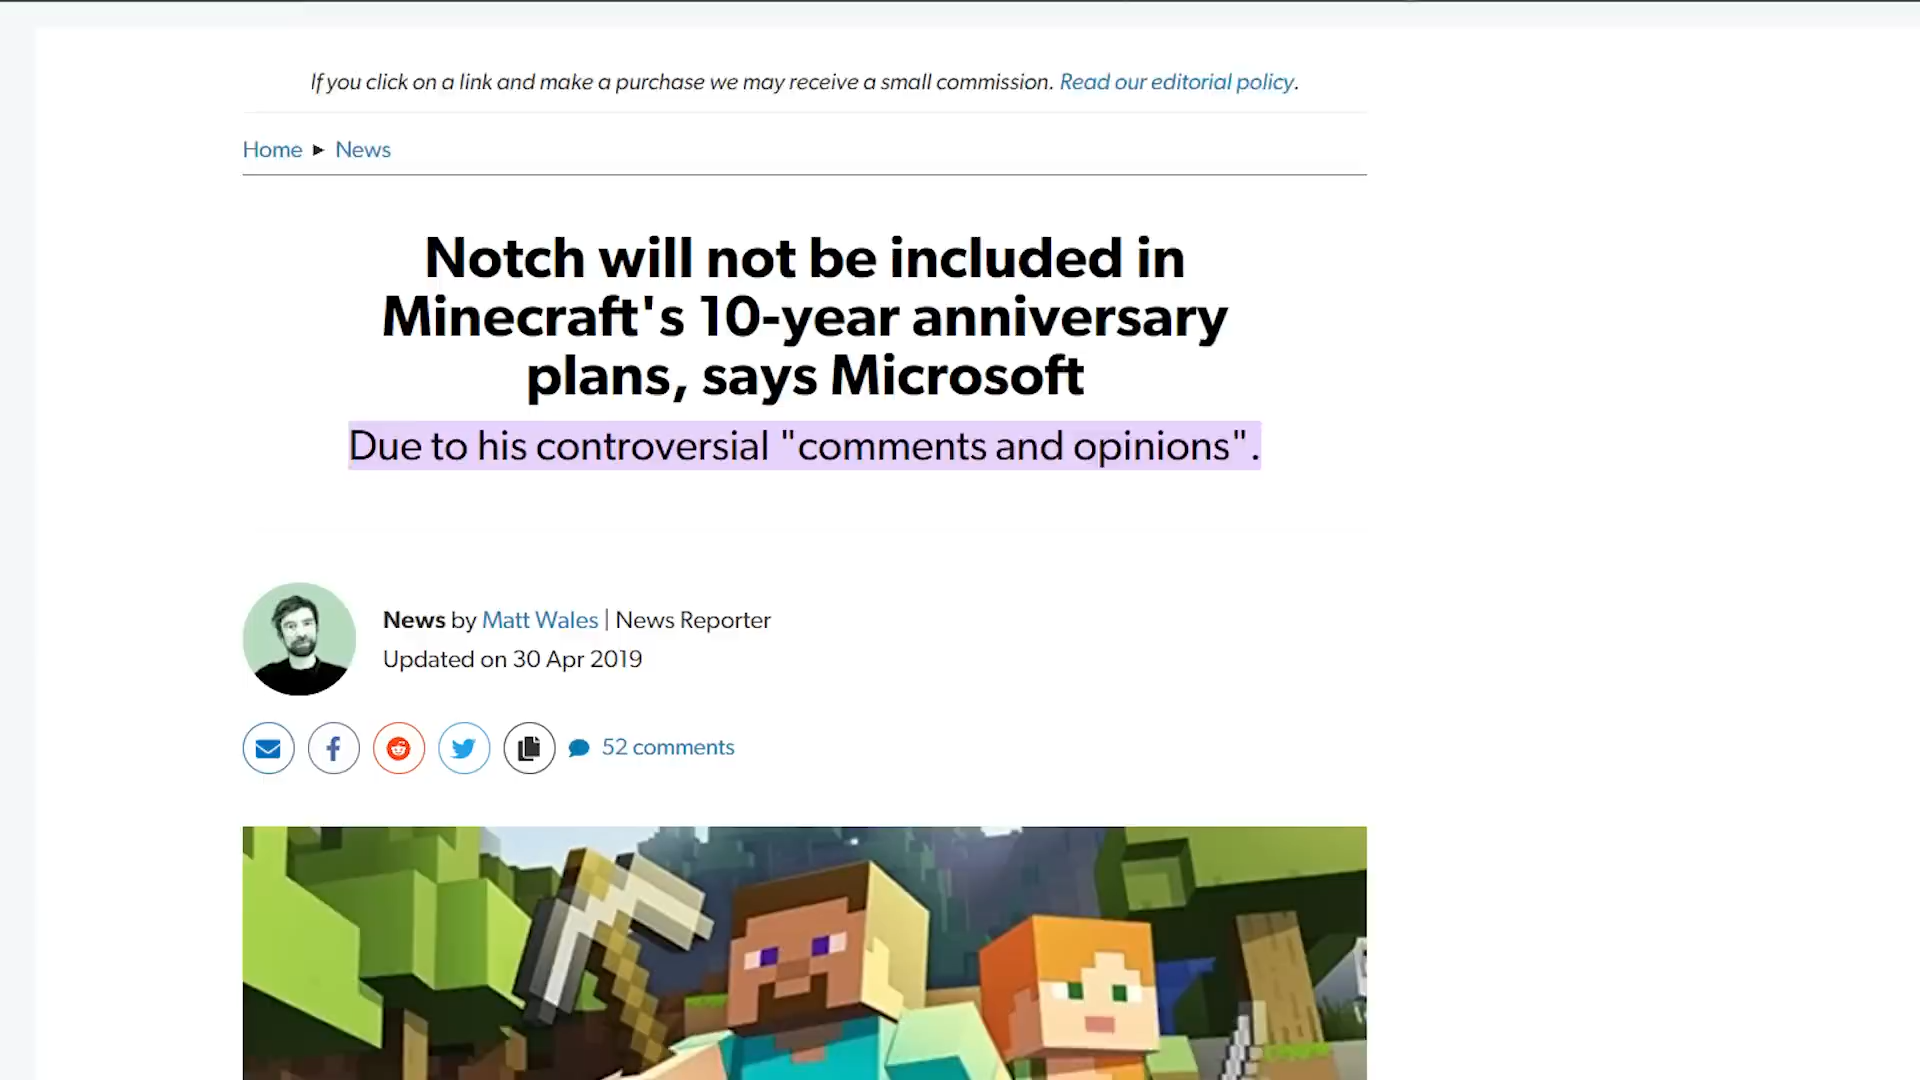 If you click on a link and make a purchase we may receive a small commission. Read our editorial policy.
Home ▶ News
Notch will not be included in
Minecraft's 10-year anniversary
plans, says Microsoft
Due to his controversial "comments and opinions".
News by Matt Wales | News Reporter
Updated on 30 Apr 2019
52 comments